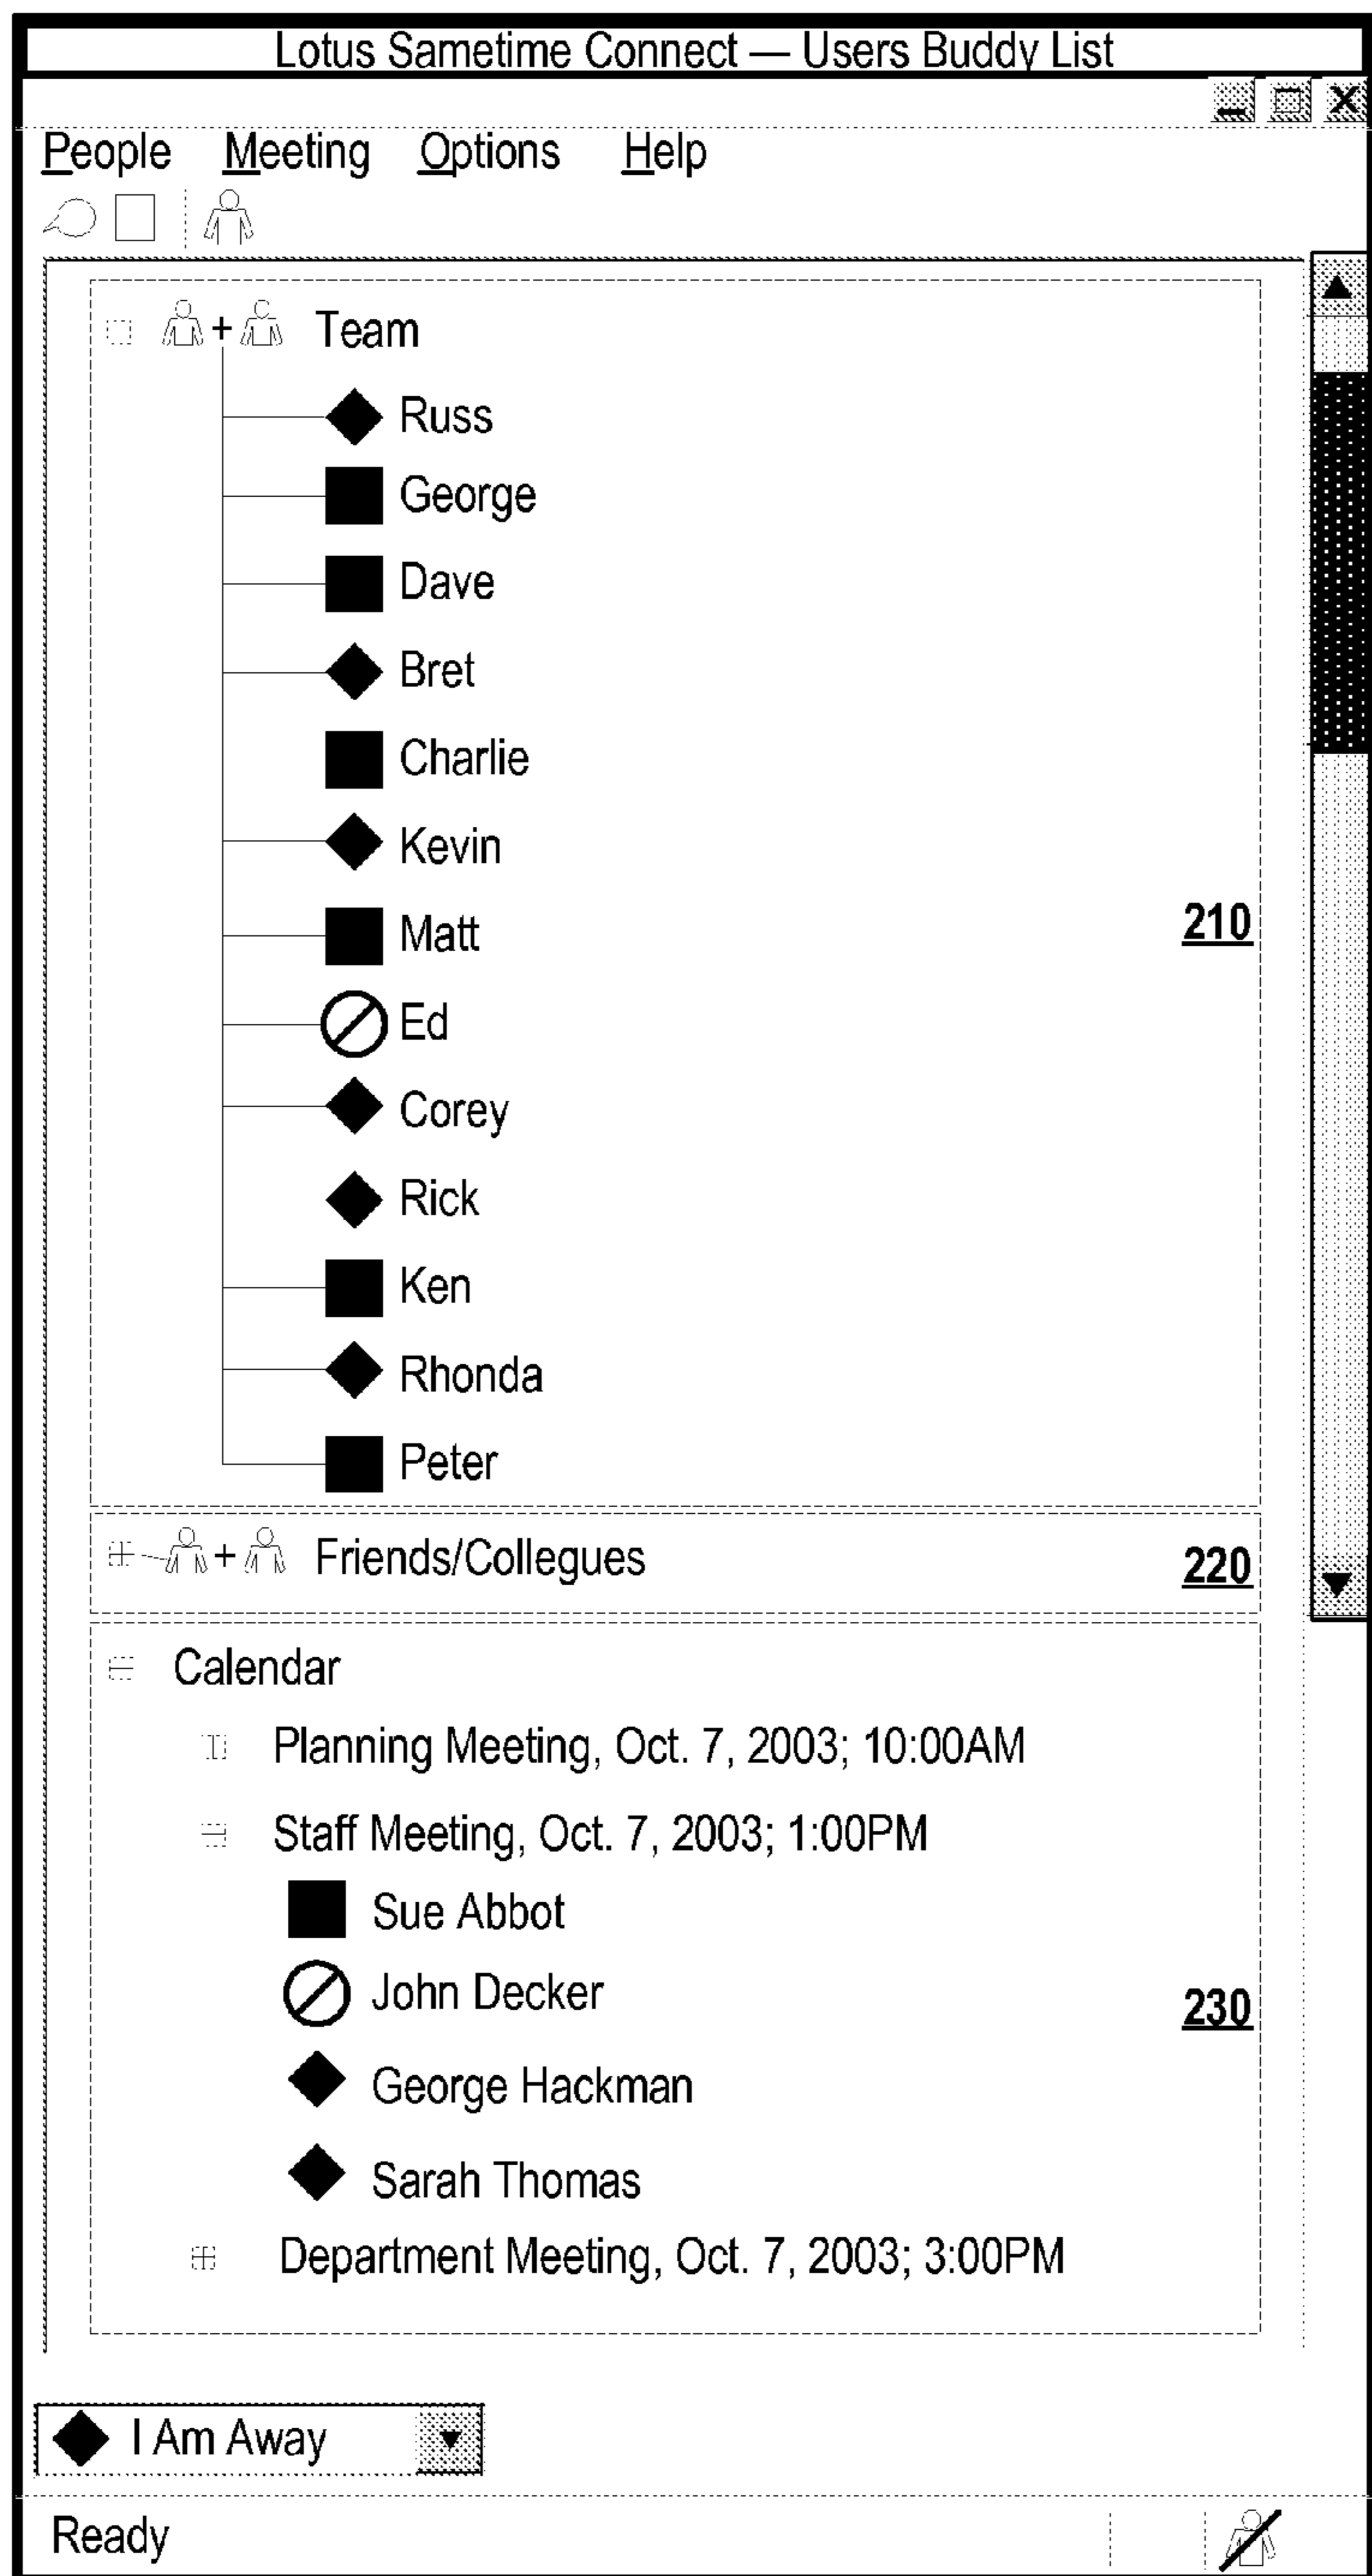 Lotus Sametime Connect — Users Buddy List
People Meeting Options Help
Team
Russ
George
Dave
Bret
Charlie
Kevin
210
Matt
Ed
Corey
Rick
Ken
Rhonda
Peter
Friends/Collegues 220
Calendar
Planning Meeting, Oct. 7, 2003; 10:00AM
Staff Meeting, Oct. 7, 2003; 1:00PM
Sue Abbot
John Decker
230
George Hackman
Sarah Thomas
Department Meeting, Oct. 7, 2003; 3:00PM
I Am Away
Ready